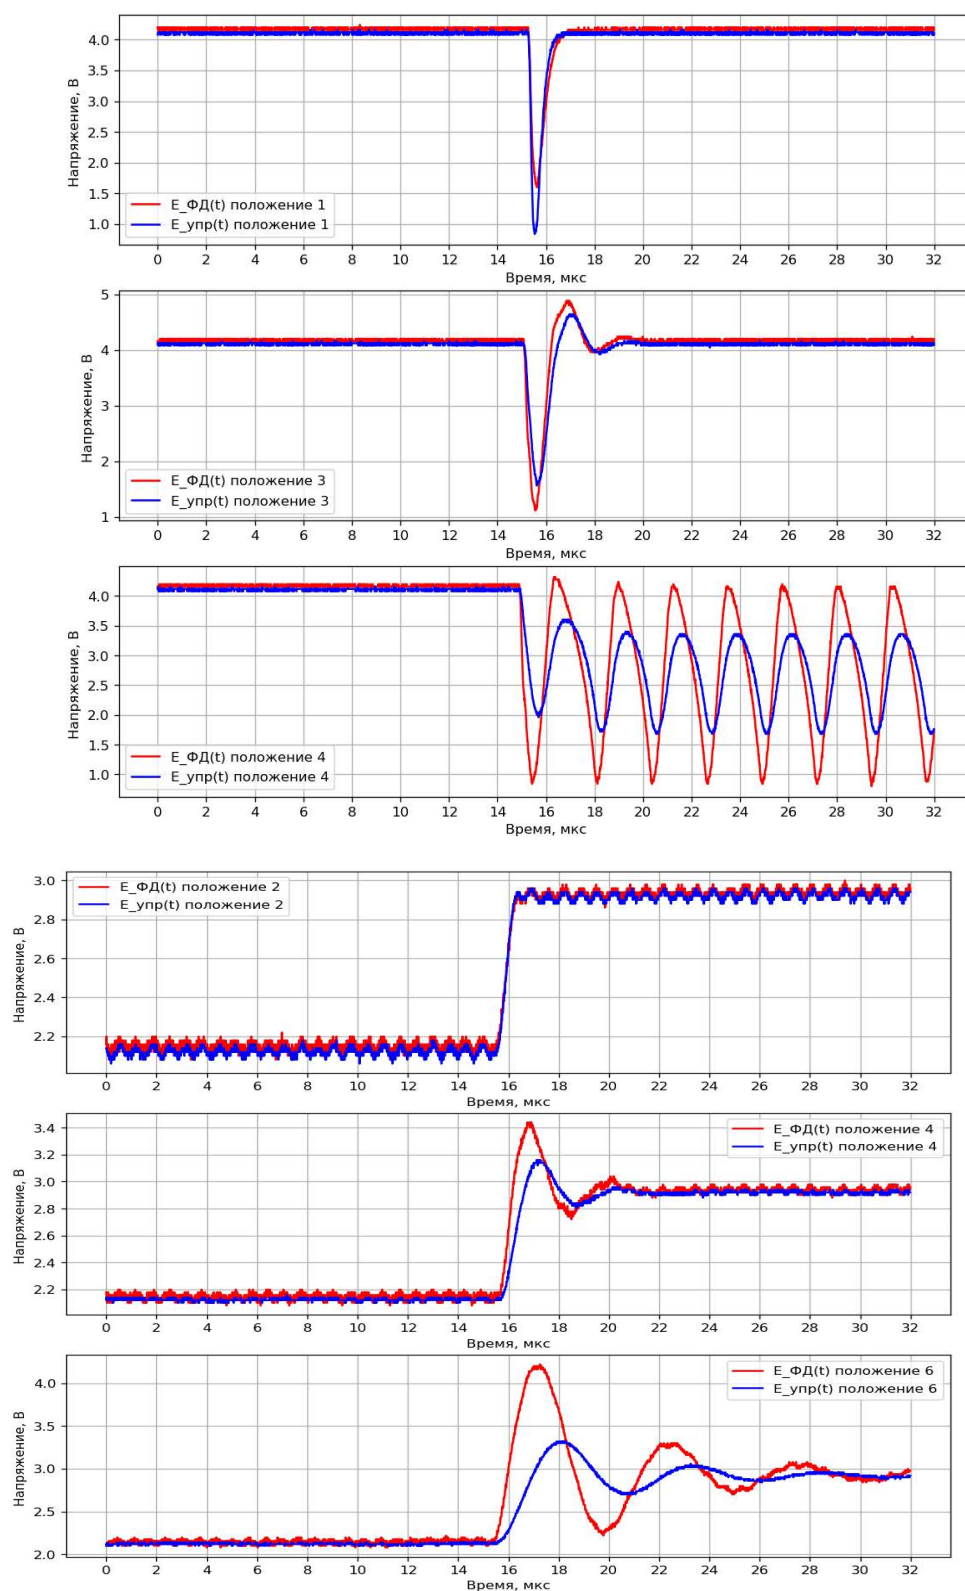 4.0
3.5
3.0
2.5
2.0
1.5
1.0
Напряжение, В
E_ФД(t) положение 1
E_упр(t) положение 1
0 2 4 6 8 10 12 14 16 18 20 22 24 26 28 30 32
Время, мкс
5
4
3
2
1
Напряжение, В
E_ФД(t) положение 3
E_упр(t) положение 3
0 2 4 6 8 10 12 14 16 18 20 22 24 26 28 30 32
Время, мкс
4.0
3.5
3.0
2.5
2.0
1.5
1.0
Напряжение, В
E_ФД(t) положение 4
E_упр(t) положение 4
0 2 4 6 8 10 12 14 16 18 20 22 24 26 28 30 32
Время, мкс
3.0
2.8
2.6
2.4
2.2
Напряжение, В
E_ФД(t) положение 2
E_упр(t) положение 2
0 2 4 6 8 10 12 14 16 18 20 22 24 26 28 30 32
Время, мкс
3.4
3.2
3.0
2.8
2.6
2.4
2.2
Напряжение, В
E_ФД(t) положение 4
E_упр(t) положение 4
0 2 4 6 8 10 12 14 16 18 20 22 24 26 28 30 32
Время, мкс
4.0
3.5
3.0
2.5
2.0
Напряжение, В
E_ФД(t) положение 6
E_упр(t) положение 6
0 2 4 6 8 10 12 14 16 18 20 22 24 26 28 30 32
Время, мкс